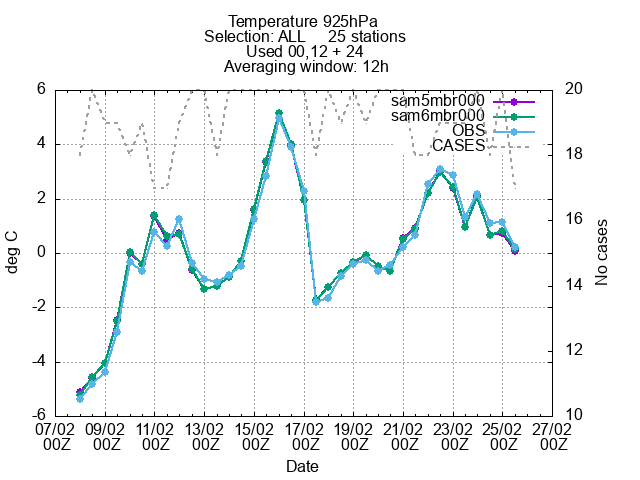 Temperature 925hPa
Selection: ALL     25 stations
Used 00,12 + 24
Averaging window: 12h
sam5mbr000
sam6mbr000
OBS
CASES
deg C
6
4
2
0
-2
-4
-6
No cases
20
18
16
14
12
10
07/02 09/02 11/02 13/02 15/02 17/02 19/02 21/02 23/02 25/02 27/02
00Z 00Z 00Z 00Z 00Z 00Z 00Z 00Z 00Z 00Z 00Z
Date